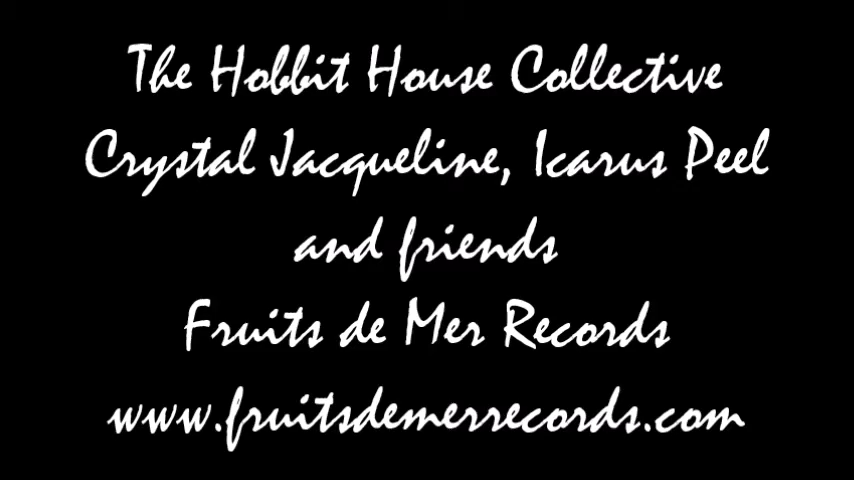 The Hobbit House Collective
Crystal Jacqueline, Icarus Peel
and friends
Fruits de Mer Records
www.fruitsdemerrecords.com